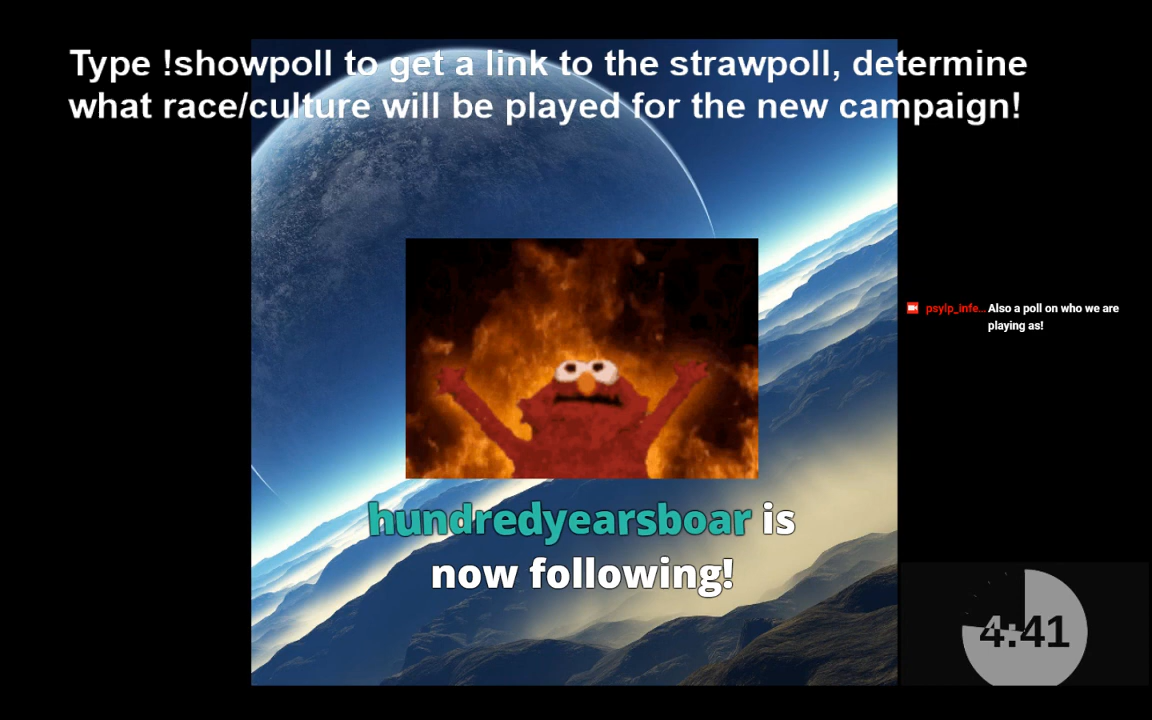 Type !showpoll to get a link to the strawpoll, determine
what race/culture will be played for the new campaign!
psylp_infe... Also a poll on who we are
playing as!
hundredyearsboar is
now following!
4:41